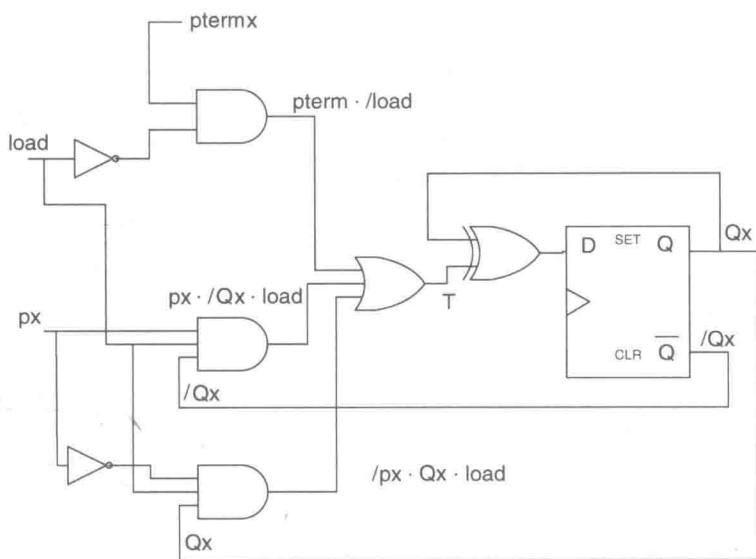 ptermx
pterm · /load
load
Qx
D SET Q
px · /Qx · load
T
px
/Qx
CLR Q̅
/Qx
/px · Qx · load
Qx